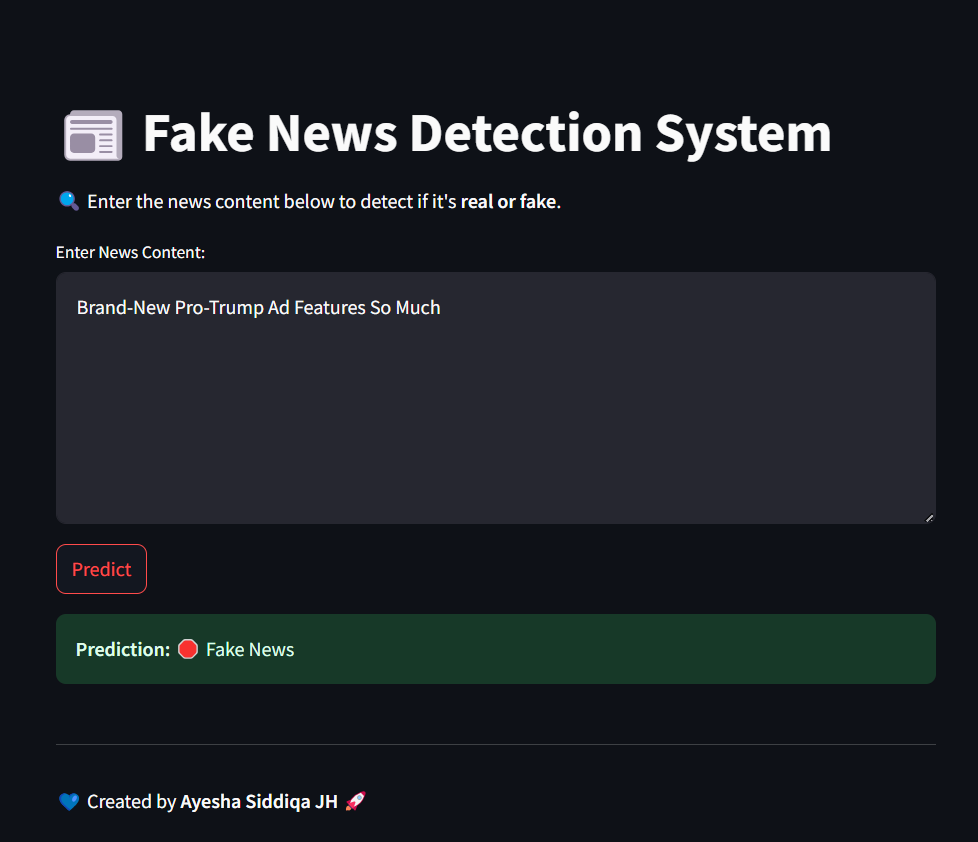 Fake News Detection System
Enter the news content below to detect if it's real or fake.
Enter News Content:
Brand-New Pro-Trump Ad Features So Much
Predict
Prediction: 🛑 Fake News
💙 Created by Ayesha Siddiqa JH 🚀